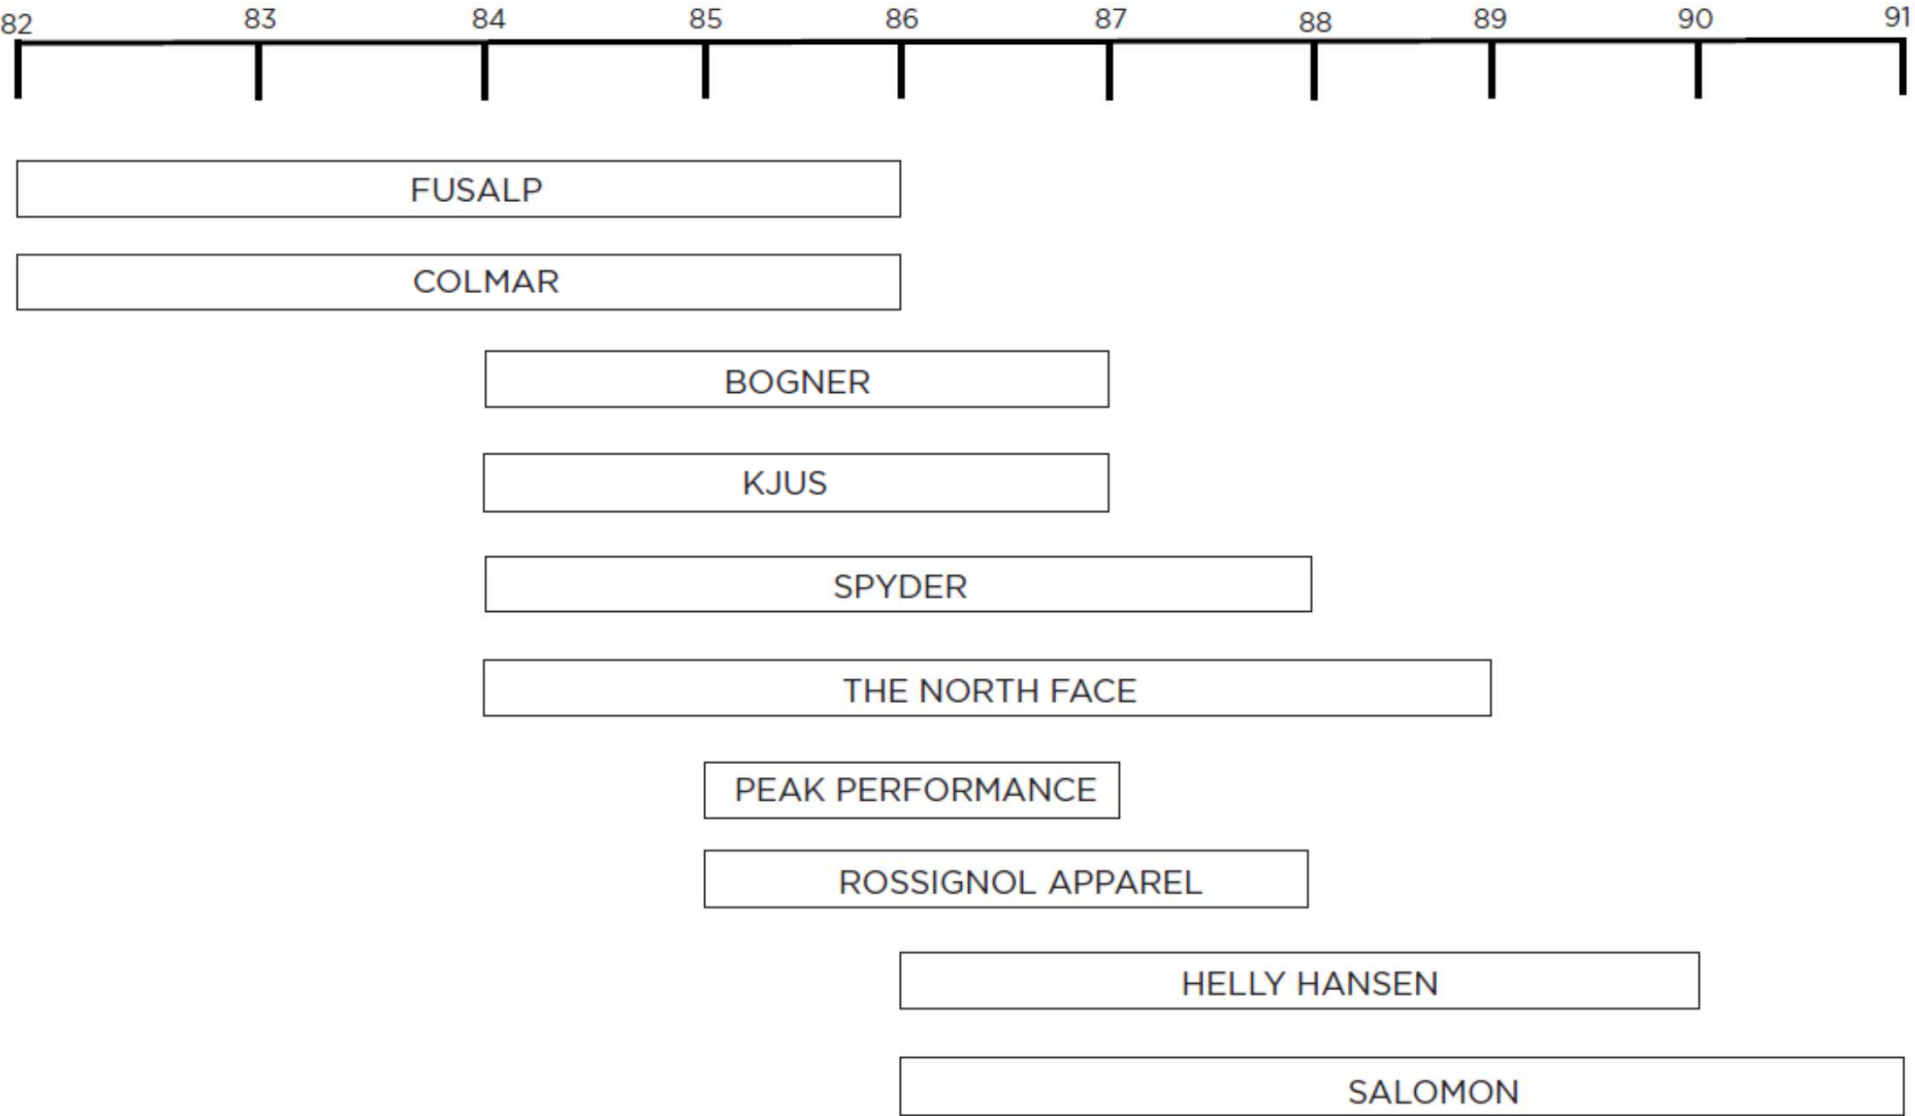 82 83 84 85 86 87 88 89 90 91
FUSALP
COLMAR
BOGNER
KJUS
SPYDER
THE NORTH FACE
PEAK PERFORMANCE
ROSSIGNOL APPAREL
HELLY HANSEN
SALOMON